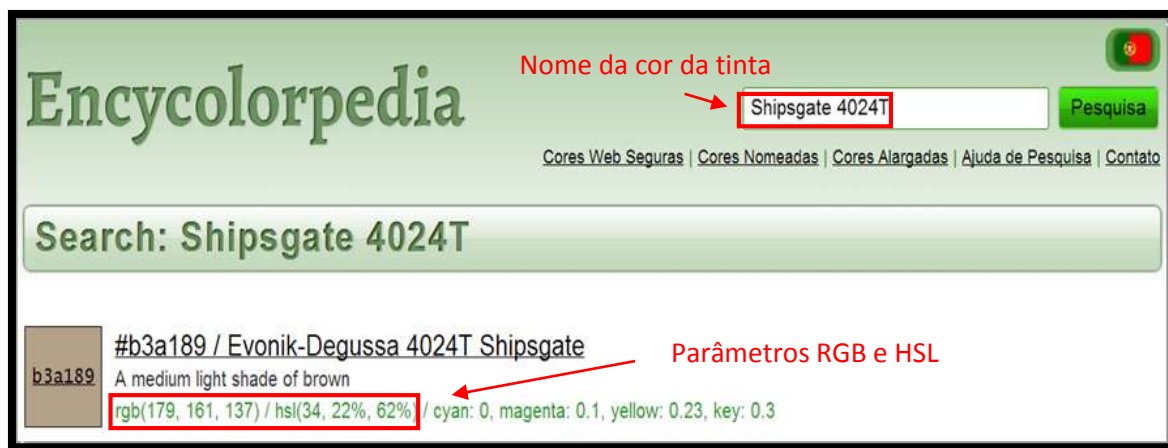 Nome da cor da tinta
Encycolorpedia
Shipsgate 4024T
Pesquisa
Cores Web Seguras | Cores Nomeadas | Cores Alargadas | Ajuda de Pesquisa | Contato
Search: Shipsgate 4024T
#b3a189 / Evonik-Degussa 4024T Shipsgate
Parâmetros RGB e HSL
b3a189
A medium light shade of brown
rgb(179, 161, 137) / hsl(34, 22%, 62%) / cyan: 0, magenta: 0.1, yellow: 0.23, key: 0.3